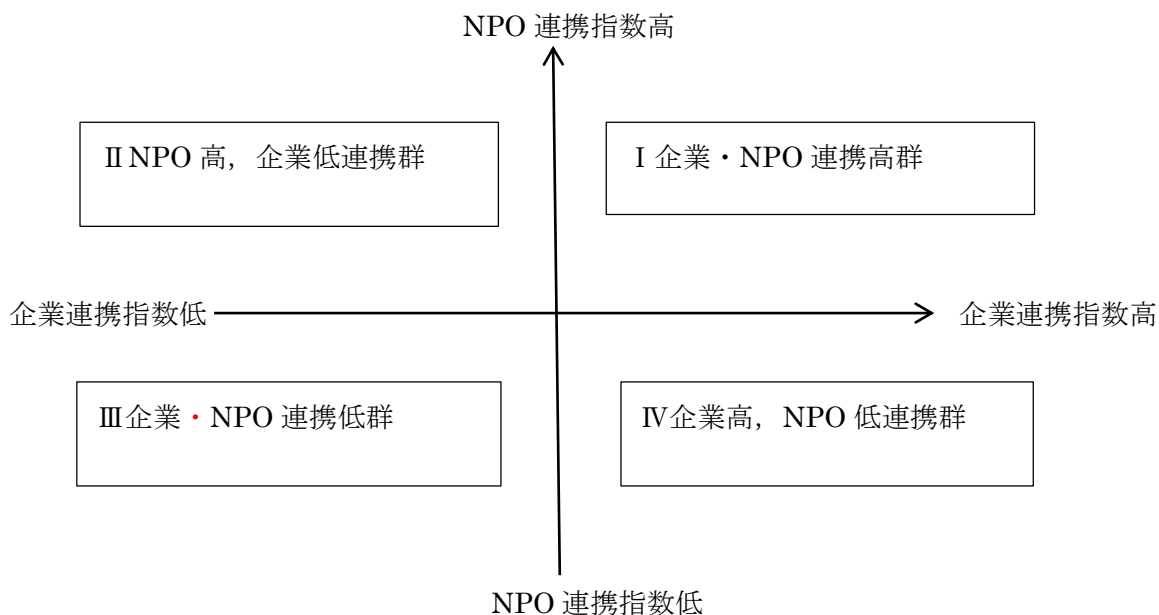 NPO 連携指数高
Ⅱ NPO 高，企業低連携群
Ⅰ 企業・NPO 連携高群
企業連携指数低
企業連携指数高
Ⅲ企業・NPO 連携低群
Ⅳ企業高，NPO 低連携群
NPO 連携指数低